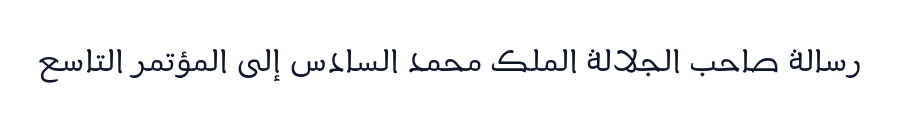 رسالة صاحب الجلالة الملك محمد السادس إلى المؤتمر التاسع